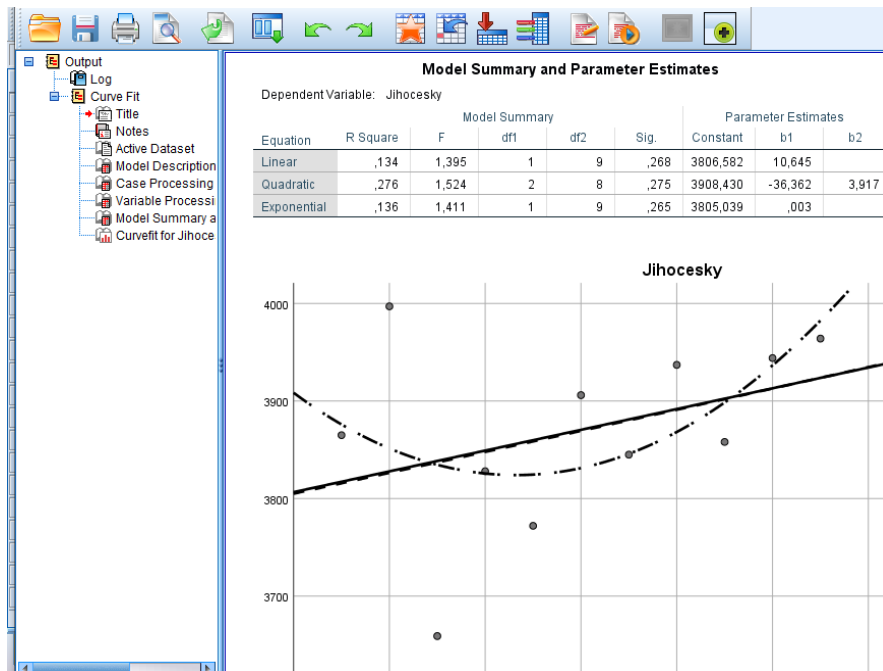 Output
Log
Curve Fit
Title
Notes
Active Dataset
Model Description
Case Processing
Variable Processi
Model Summary a
Curvefit for Jihoce
Model Summary and Parameter Estimates
Dependent Variable: Jihocesky
Model Summary Parameter Estimates
Equation R Square F df1 df2 Sig. Constant b1 b2
Linear ,134 1,395 1 9 ,268 3806,582 10,645
Quadratic ,276 1,524 2 8 ,275 3908,430 -36,362 3,917
Exponential ,136 1,411 1 9 ,265 3805,039 ,003
Jihocesky
4000
3900
3800
3700